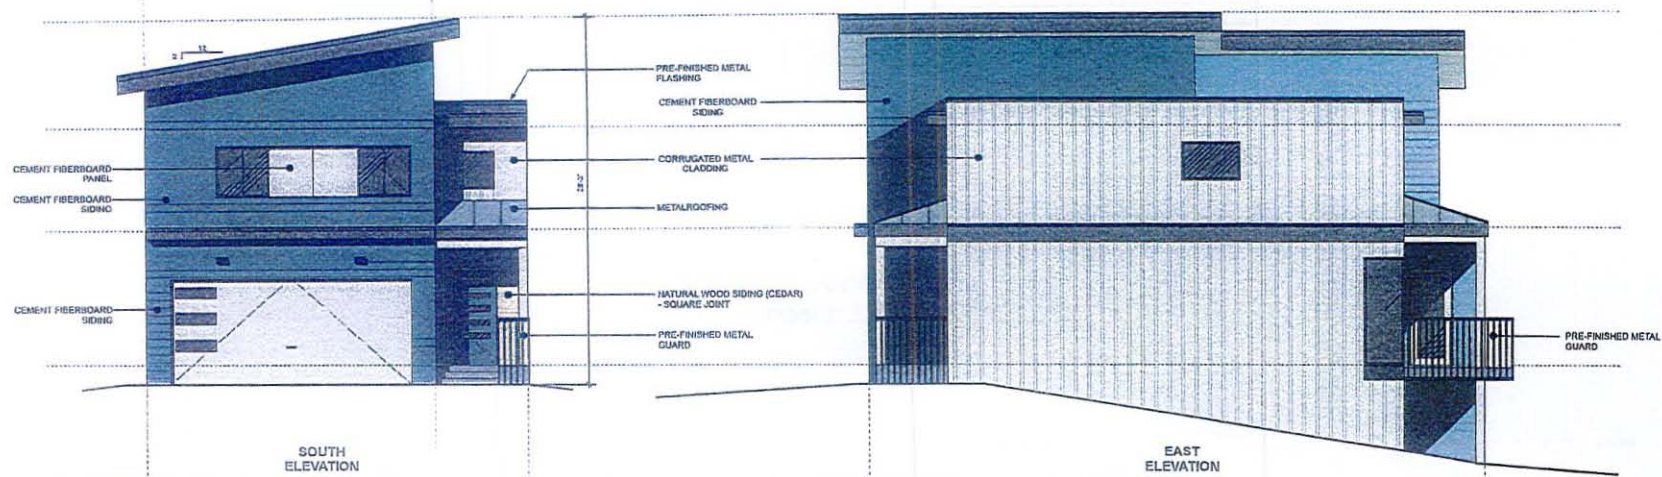 12
PRE-FINISHED METAL
FLASHING
CEMENT FIBERBOARD
SIDING
CEMENT FIBERBOARD
PANEL
CORRUGATED METAL
CLADDING
CEMENT FIBERBOARD
SIDING
METALROOFING
CEMENT FIBERBOARD
SIDING
NATURAL WOOD SIDING (CEDAR)
- SQUARE JOINT
PRE-FINISHED METAL
GUARD
PRE-FINISHED METAL
GUARD
SOUTH
ELEVATION
EAST
ELEVATION